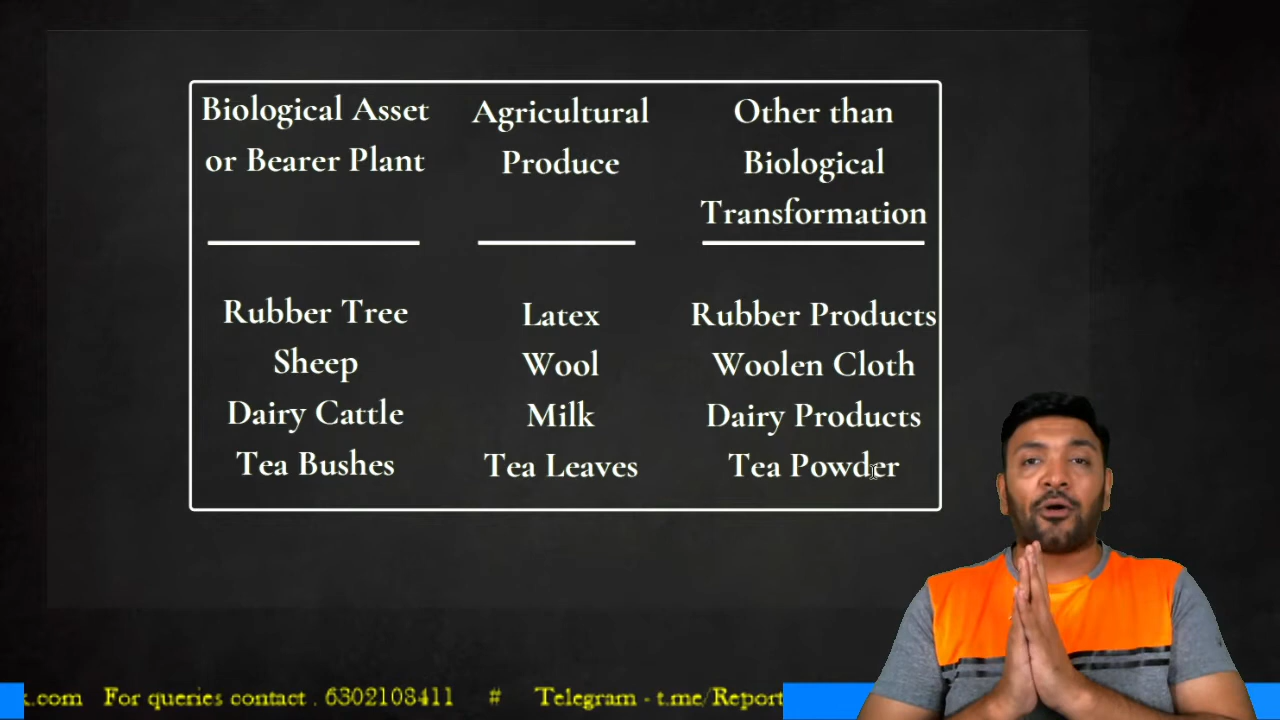 Biological Asset
or Bearer Plant
Agricultural
Produce
Other than
Biological
Transformation
Rubber Tree
Latex
Rubber Products
Sheep
Wool
Woolen Cloth
Dairy Cattle
Milk
Dairy Products
Tea Bushes
Tea Leaves
Tea Powder
.com For queries contact . 6302108411 # Telegram - t.me/Report